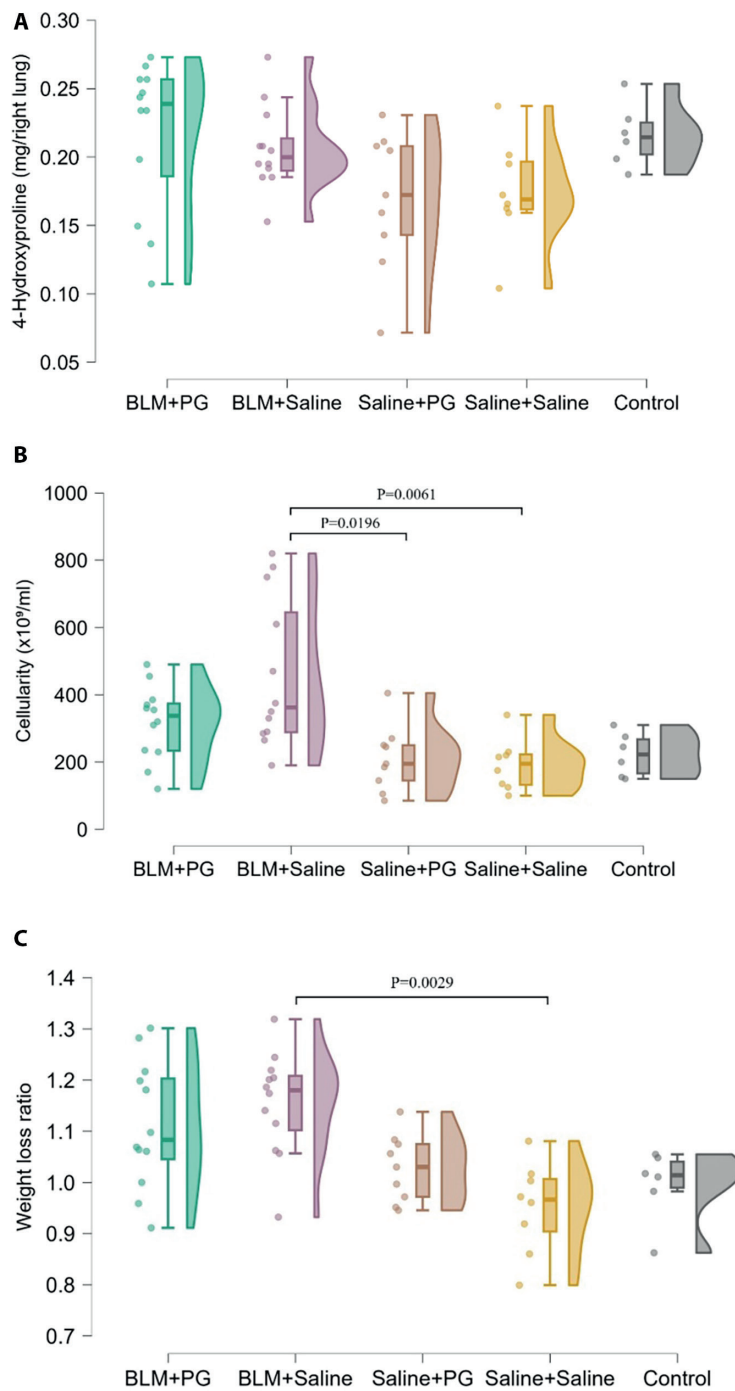 A
4-Hydroxyproline (mg/right lung)
0.30
0.25
0.20
0.15
0.10
0.05
BLM+PG BLM+Saline Saline+PG Saline+Saline Control
B
Cellularity (x10⁹/ml)
1000
800
600
400
200
0
P=0.0061
P=0.0196
BLM+PG BLM+Saline Saline+PG Saline+Saline Control
C
Weight loss ratio
1.4
1.3
1.2
1.1
1.0
0.9
0.8
0.7
P=0.0029
BLM+PG BLM+Saline Saline+PG Saline+Saline Control